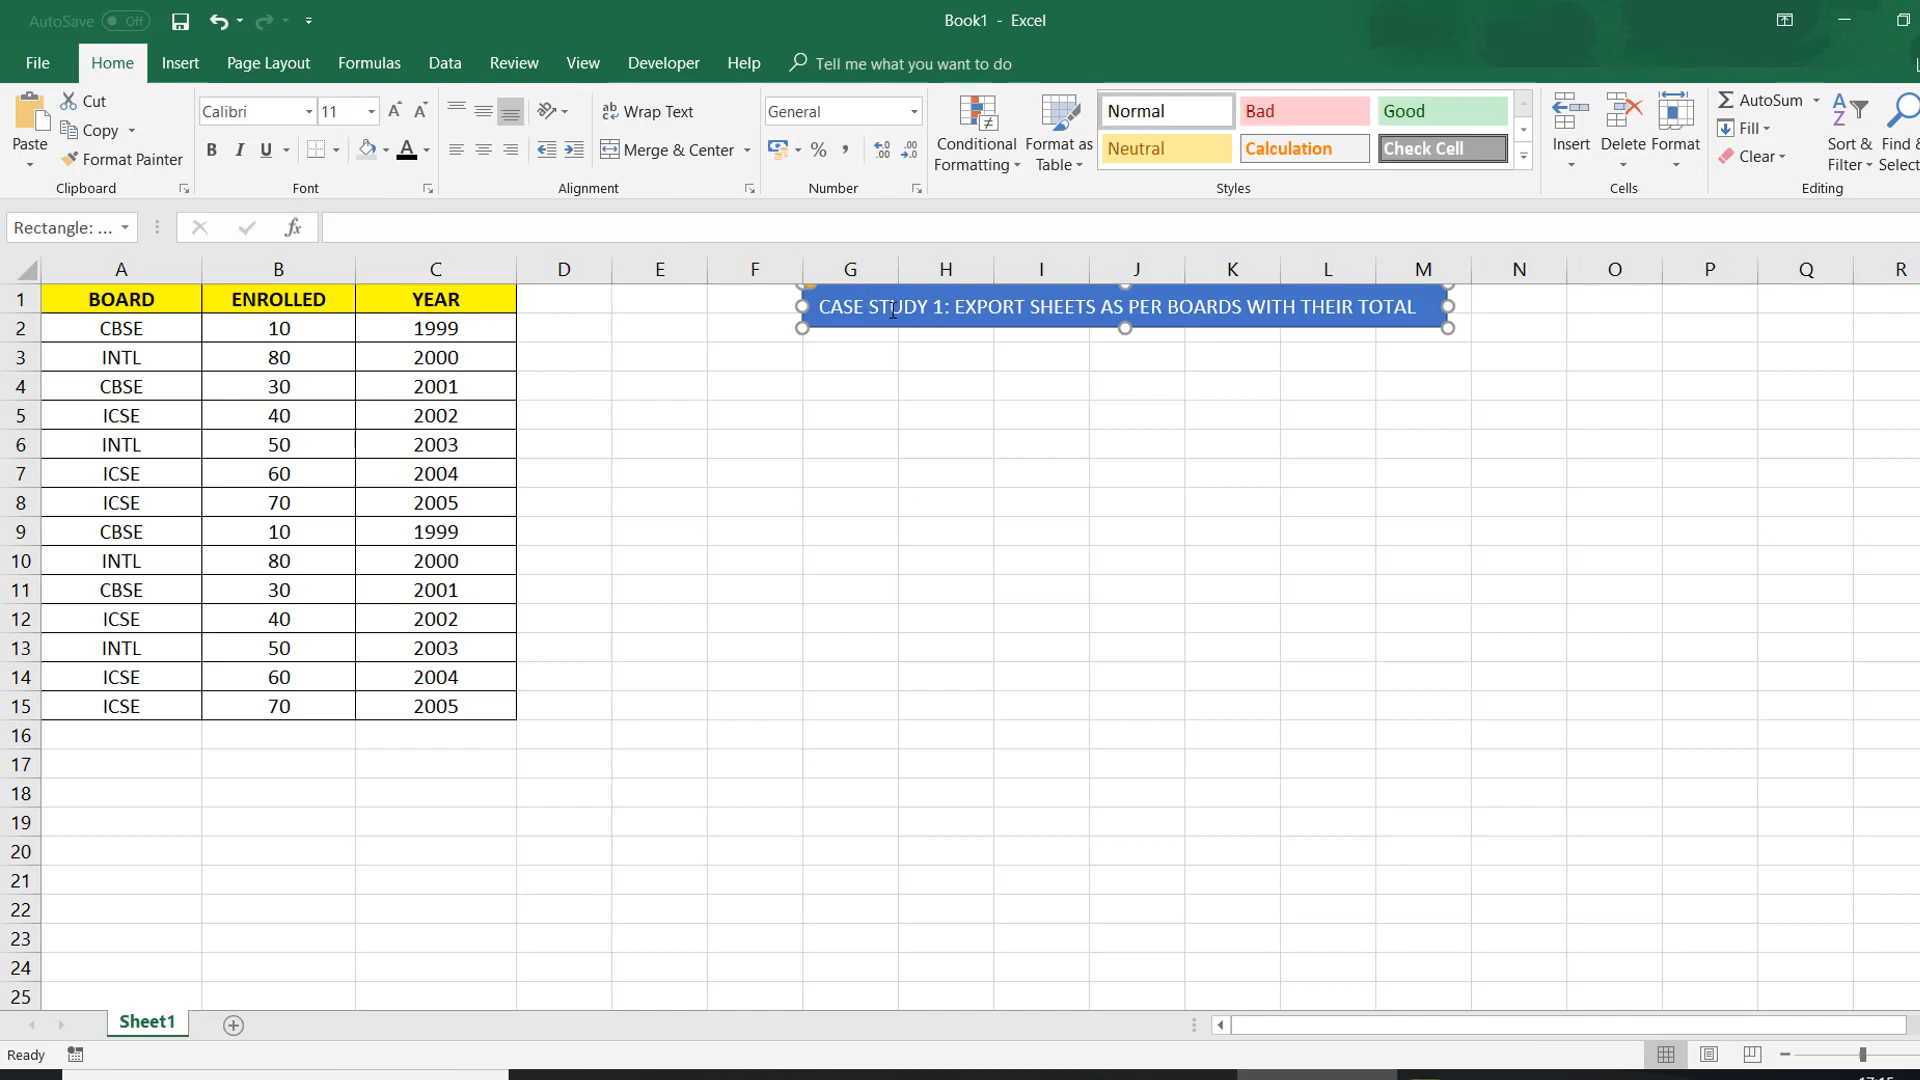 AutoSave Off
Book1 - Excel
File Home Insert Page Layout Formulas Data Review View Developer Help Tell me what you want to do
Paste
Cut
Copy
Format Painter
Clipboard
Calibri 11
B I U
Font
Wrap Text
Merge & Center
Alignment
General
%
Number
Conditional Formatting
Format as Table
Normal Bad Good
Neutral Calculation Check Cell
Styles
Insert Delete Format
Cells
AutoSum
Fill
Clear
Sort & Filter
Find & Select
Editing
Rectangle: ... fx
A B C D E F G H I J K L M N O P Q R
1 BOARD ENROLLED YEAR CASE STUDY 1: EXPORT SHEETS AS PER BOARDS WITH THEIR TOTAL
2 CBSE 10 1999
3 INTL 80 2000
4 CBSE 30 2001
5 ICSE 40 2002
6 INTL 50 2003
7 ICSE 60 2004
8 ICSE 70 2005
9 CBSE 10 1999
10 INTL 80 2000
11 CBSE 30 2001
12 ICSE 40 2002
13 INTL 50 2003
14 ICSE 60 2004
15 ICSE 70 2005
16
17
18
19
20
21
22
23
24
25
Sheet1
Ready